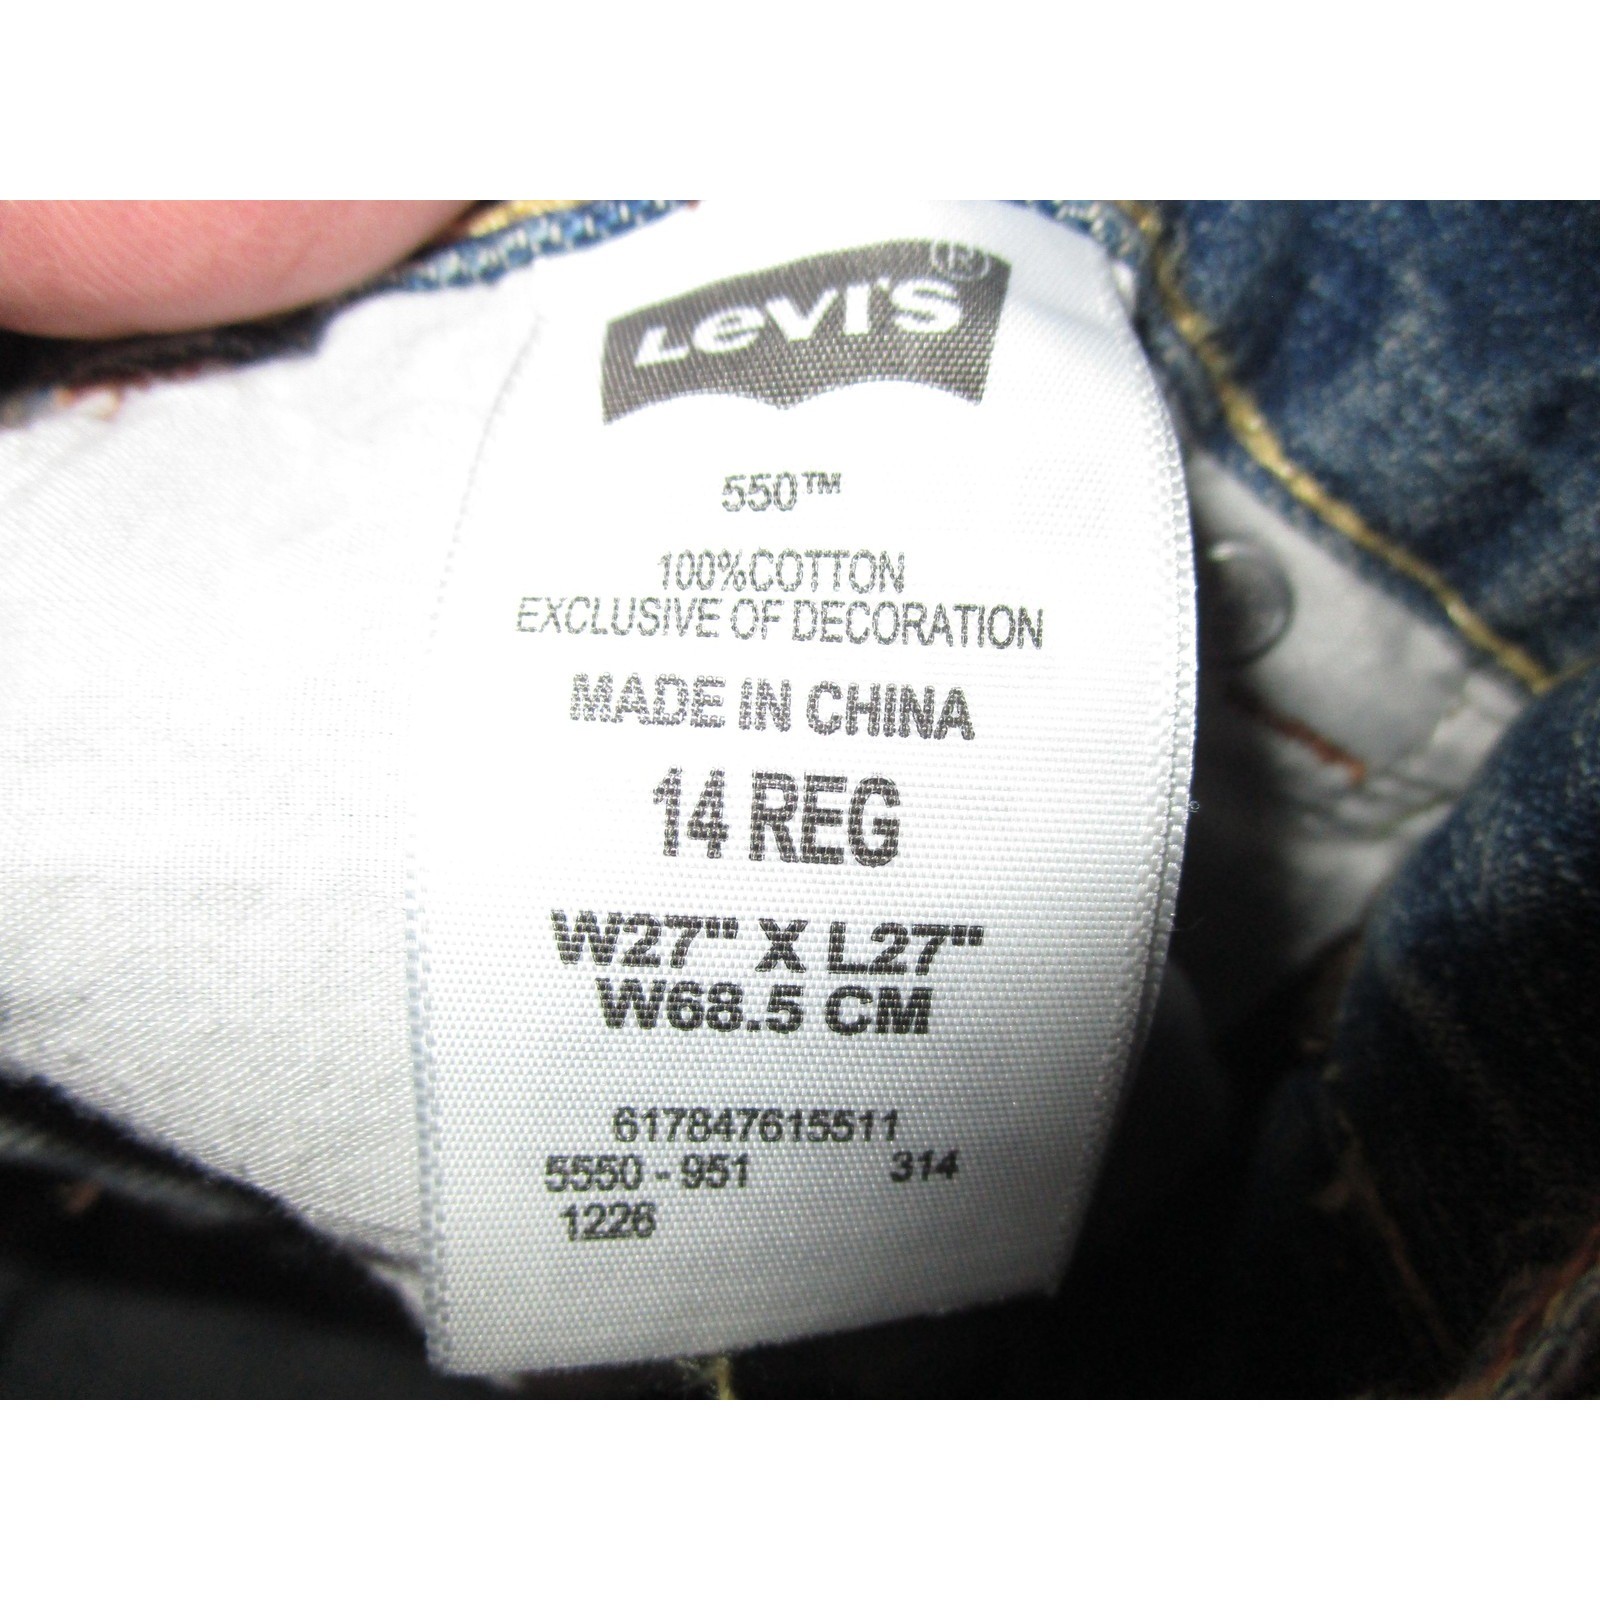 LEVI'S®
550™
100%COTTON
EXCLUSIVE OF DECORATION
MADE IN CHINA
14 REG
W27" X L27"
W68.5 CM
617847615511
5550 - 951 314
1226